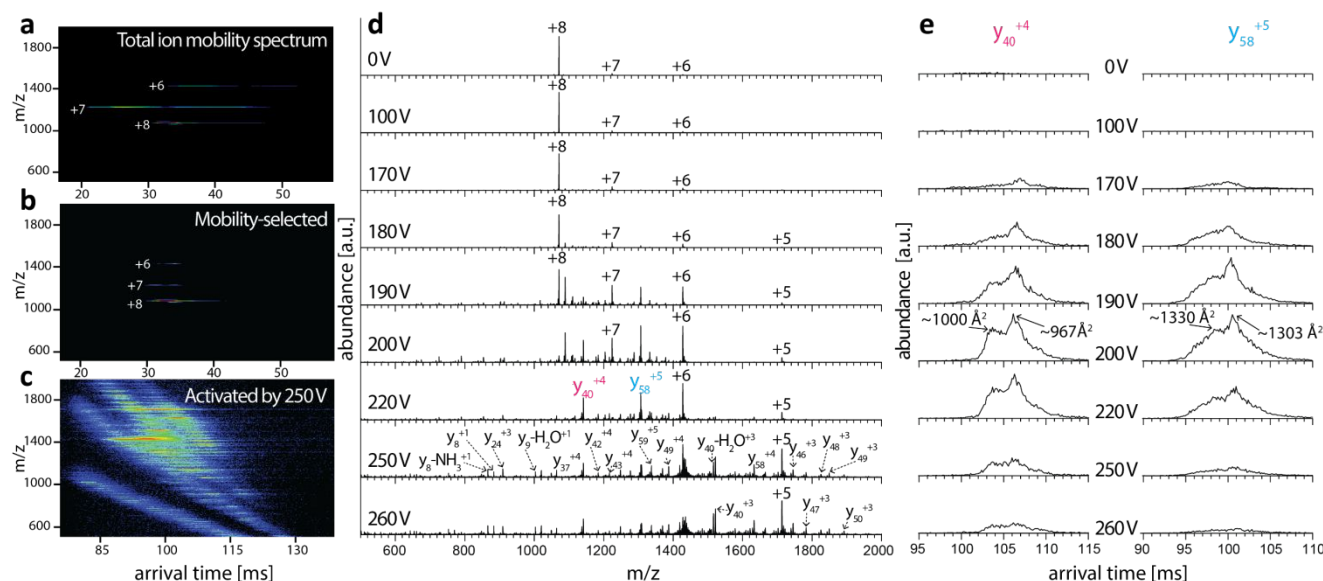 a
Total ion mobility spectrum
m/z
1800
1400
1000
600
+6
+7
+8
20 30 40 50
b
Mobility-selected
m/z
1800
1400
1000
600
+6
+7
+8
20 30 40 50
c
Activated by 250 V
m/z
1800
1400
1000
600
85 100 115 130
arrival time [ms]
d
abundance [a.u.]
+8
0V +7 +6
+8
100V +7 +6
+8
170V +7 +6
+8
180V +7 +6 +5
+8
190V +7 +6 +5
200V +7 +6 +5
y40+4 y58+5 +6
220V +5
y8+1 y24+3 y9-H2O+1 y42+4 y59+5 y49+4 y40-H2O+3 +5 y46+3 y48+3 y49+3
250V y8-NH3+1 y37+4 y43+4 y58+4
+5
260V y40+3 y47+3 y50+3
600 800 1000 1200 1400 1600 1800 2000
m/z
e
y40+4 y58+5
0V
100V
170V
180V
190V
~1000 Å2 ~967Å2 ~1330 Å2 ~1303 Å2
200V
220V
250V
260V
abundance [a.u.]
95 100 105 110 115 90 95 100 105 110
arrival time [ms] arrival time [ms]